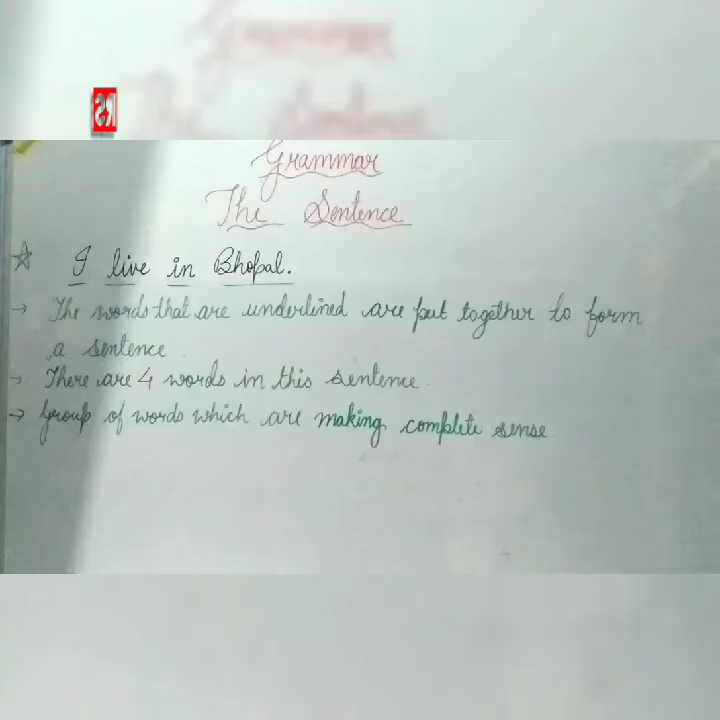 Grammar
The Sentence
☆ I live in Bhopal.
→ The words that are underlined are put together to form
a sentence
→ There are 4 words in this sentence.
→ Group of words which are making complete sense